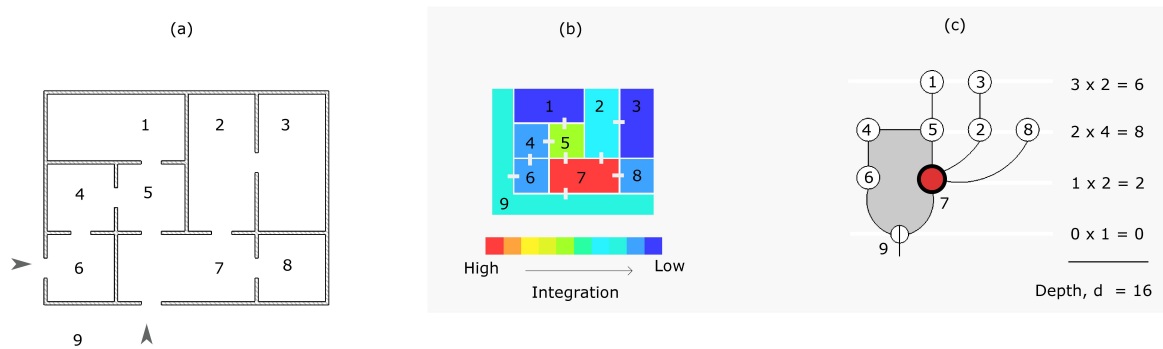 (a)
1
2
3
4
5
6
7
8
9
(b)
1
2
3
4
5
6
7
8
9
High
Low
Integration
(c)
1
3
3 x 2 = 6
4
5
2
8
2 x 4 = 8
6
7
1 x 2 = 2
9
0 x 1 = 0
Depth, d = 16